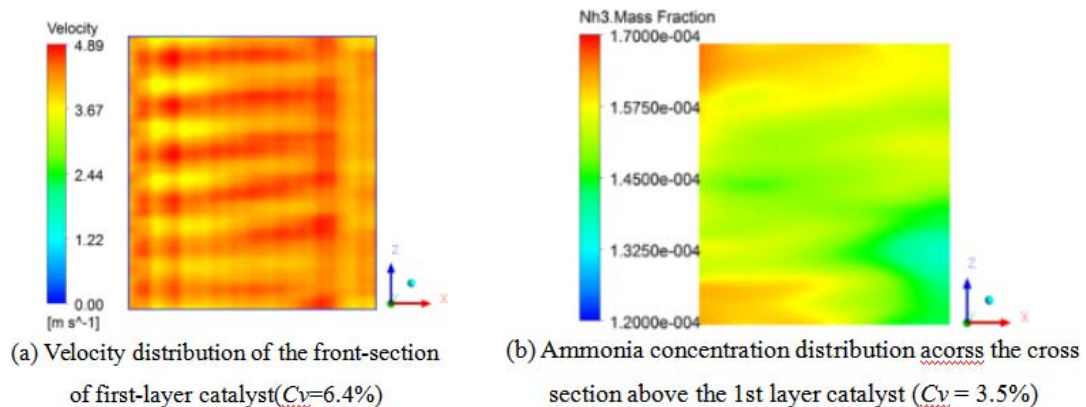 Velocity
4.89
3.67
2.44
1.22
0.00
[m s^-1]
Z
X
(a) Velocity distribution of the front-section
of first-layer catalyst(Cv=6.4%)
Nh3.Mass Fraction
1.7000e-004
1.5750e-004
1.4500e-004
1.3250e-004
1.2000e-004
Z
X
(b) Ammonia concentration distribution acorss the cross
section above the 1st layer catalyst (Cv = 3.5%)